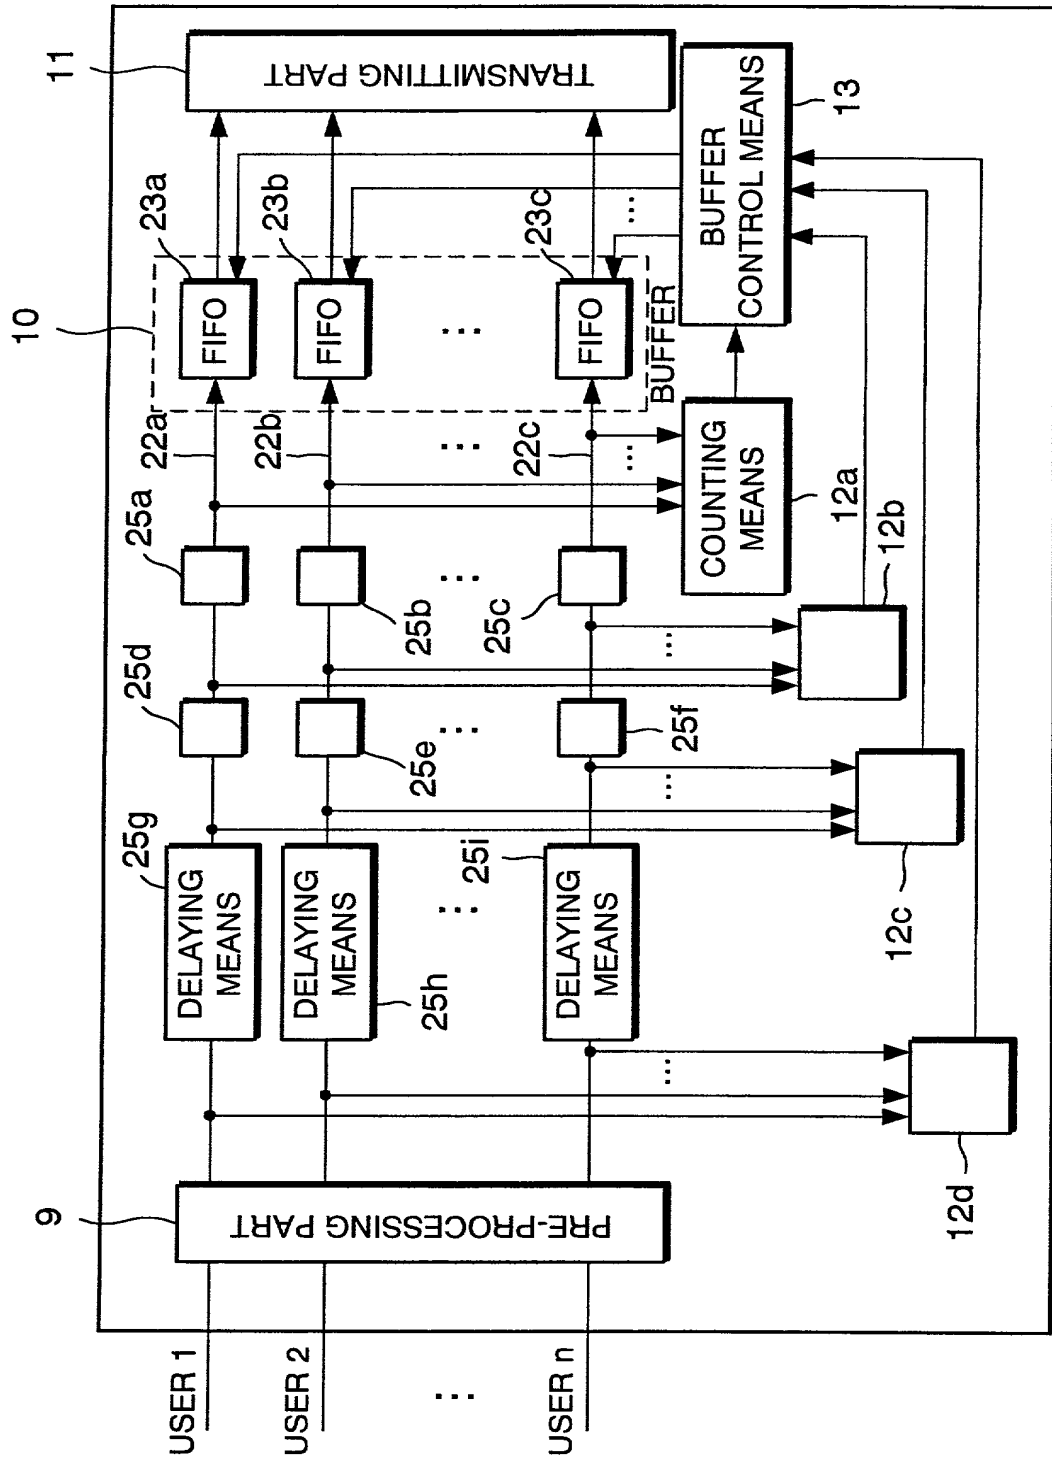 USER 1
USER 2
...
USER n
9
PRE-PROCESSING PART
25g
DELAYING
MEANS
DELAYING
MEANS
25h
...
25i
DELAYING
MEANS
...
12d
25d
25e
...
25f
...
12c
25a
25b
...
25c
...
12b
22a
22b
...
22c
...
COUNTING
MEANS
12a
10
23a
FIFO
23b
FIFO
...
23c
FIFO
BUFFER
...
BUFFER
CONTROL MEANS
13
11
TRANSMITTING PART